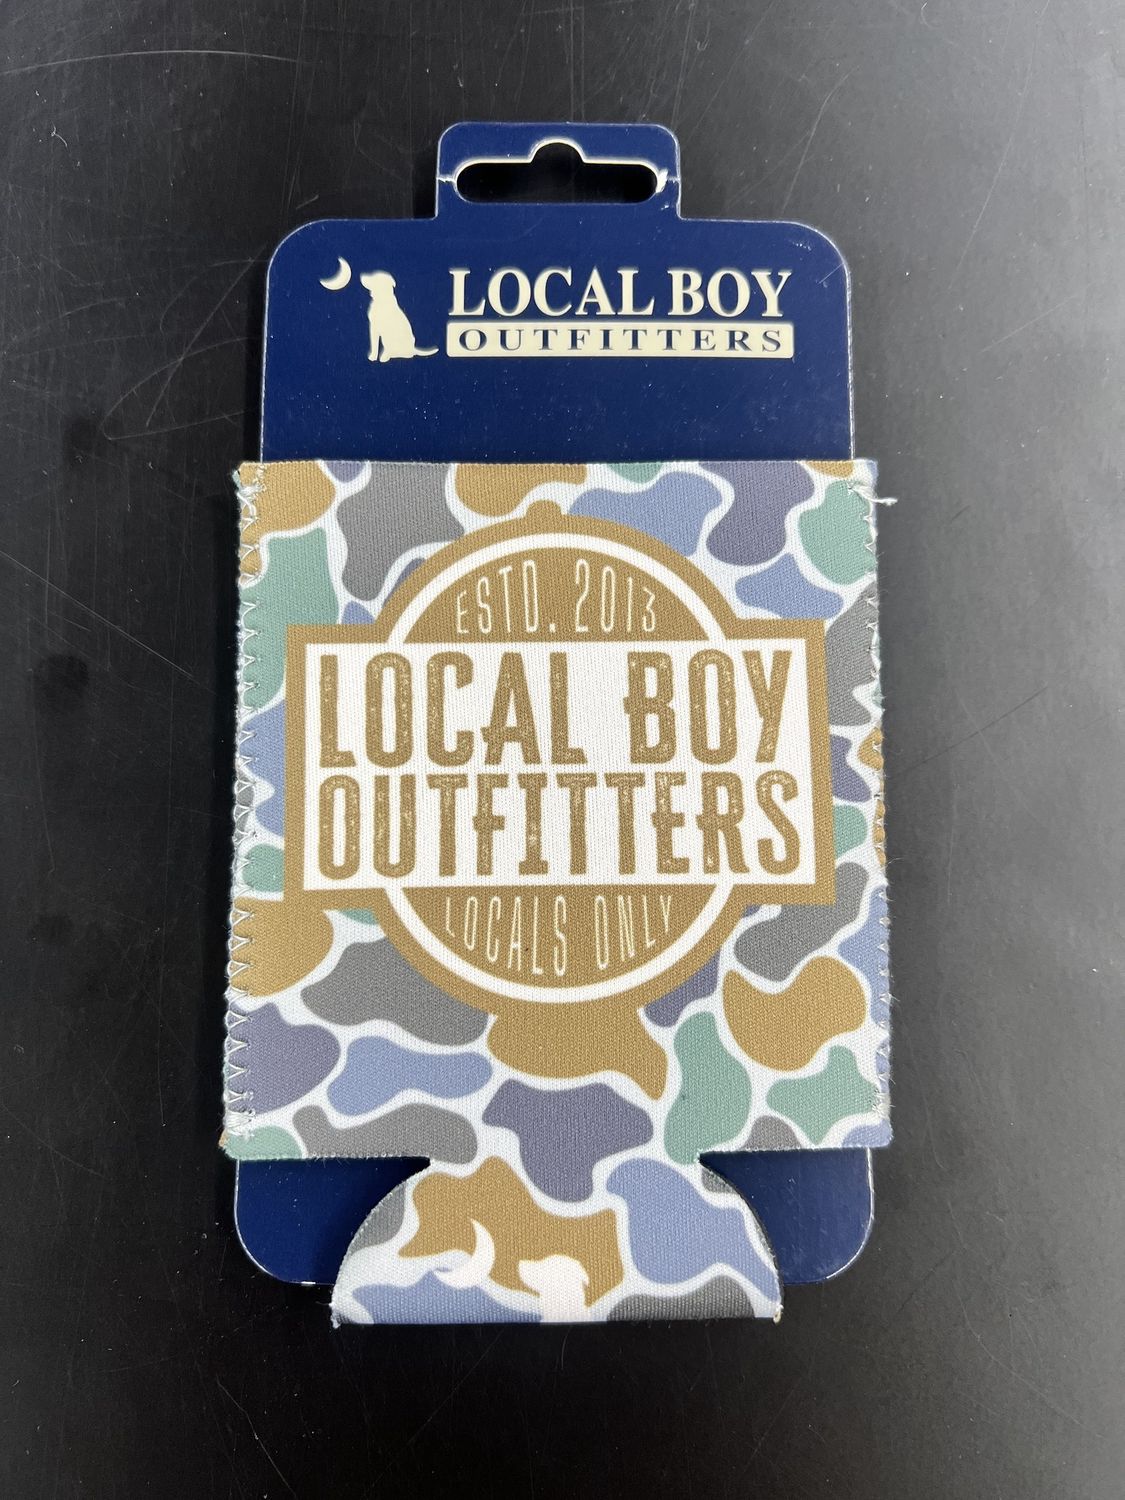 LOCAL BOY
OUTFITTERS
ESTD. 2013
LOCAL BOY
OUTFITTERS
LOCALS ONLY